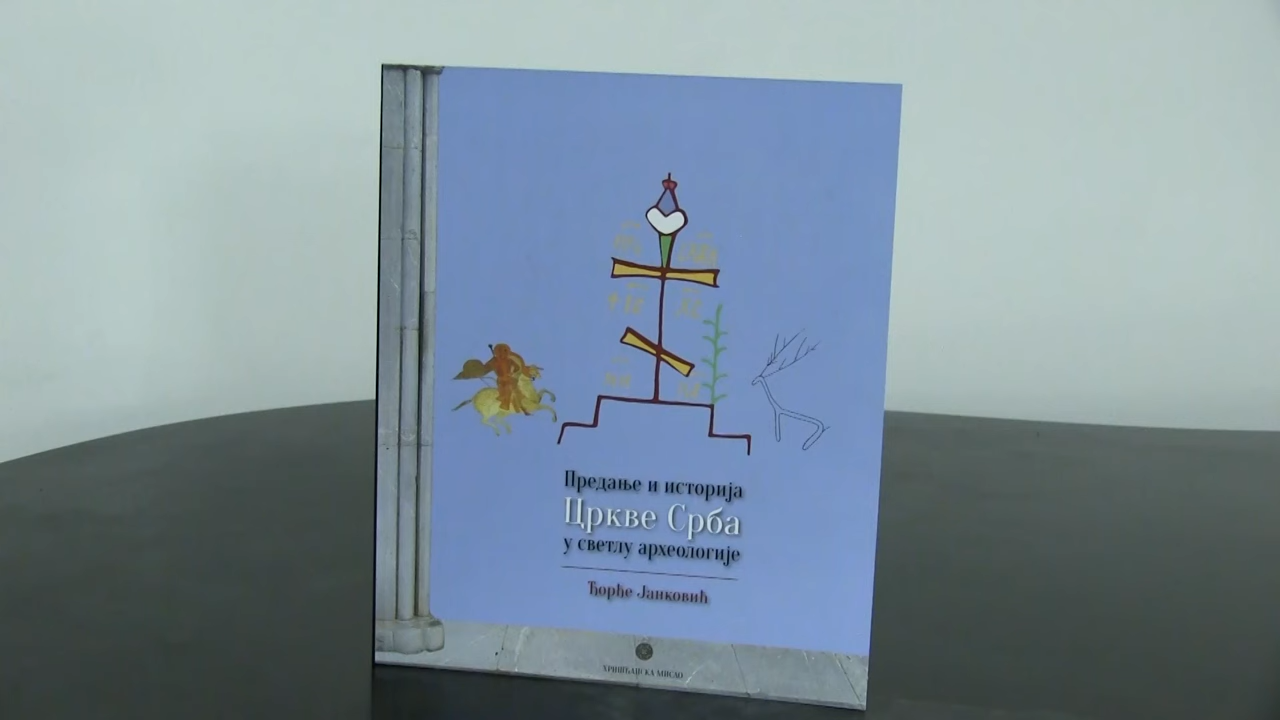 Предање и историја
Цркве Срба
у светлу археологије
Ђорђе Јанковић
ХРИШЋАНСКА МИСАО